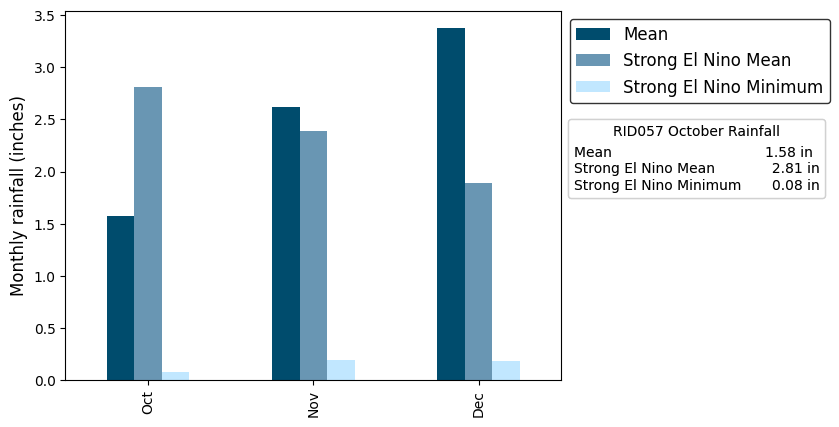 3.5
3.0
2.5
2.0
1.5
1.0
0.5
0.0
Monthly rainfall (inches)
Oct
Nov
Dec
Mean
Strong El Nino Mean
Strong El Nino Minimum
RID057 October Rainfall
Mean 1.58 in
Strong El Nino Mean 2.81 in
Strong El Nino Minimum 0.08 in